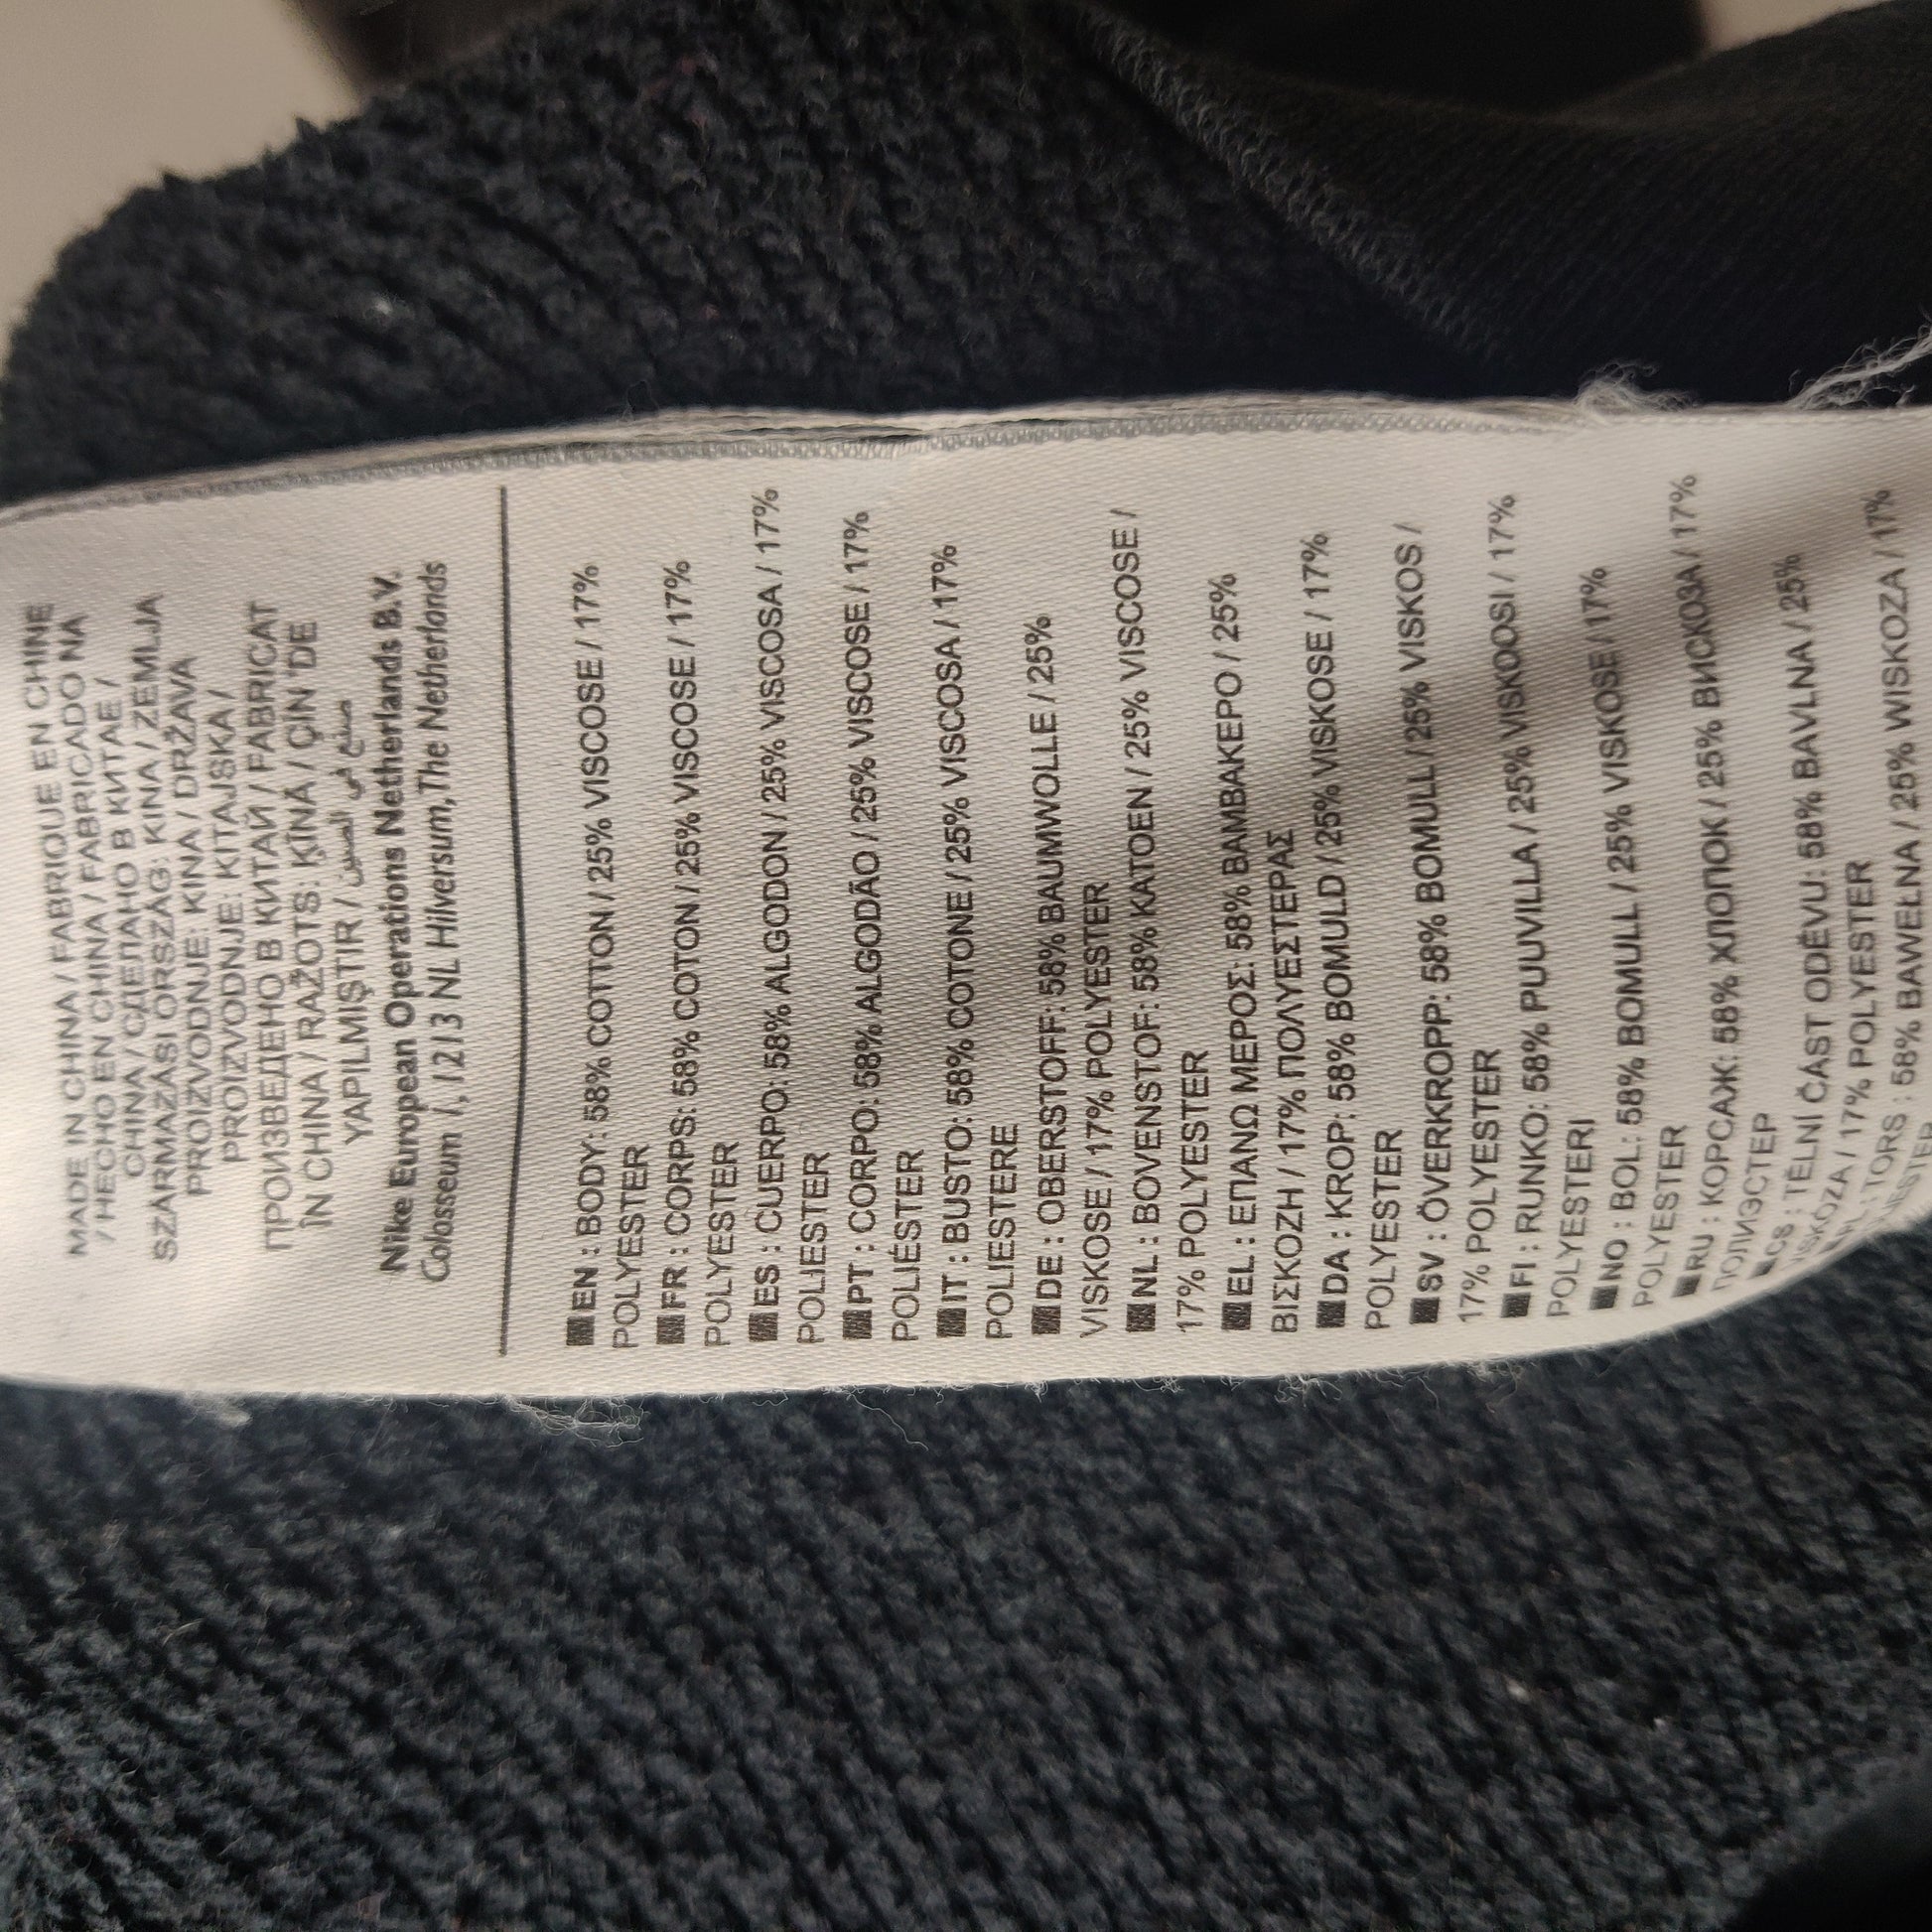 MADE IN CHINA / FABRIQUE EN CHINE
/ HECHO EN CHINA / FABRICADO NA
CHINA / СДЕЛАНО В КИТАЕ /
SZÁRMAZÁSI ORSZÁG: KÍNA / ZEMLJA
PROIZVODNJE: KINA / DRŽAVA
PROIZVODNJE: KITAJSKA /
ПРОИЗВЕДЕНО В КИТАЙ / FABRICAT
ÎN CHINA / RAŽOTS: ĶĪNĀ / ÇİN 'DE
YAPILMIŞTIR / صنع في الصين
Nike European Operations Netherlands B.V.
Colosseum 1, 1213 NL Hilversum,The Netherlands
■EN : BODY: 58% COTTON / 25% VISCOSE / 17%
POLYESTER
■FR : CORPS: 58% COTON / 25% VISCOSE / 17%
POLYESTER
■ES : CUERPO: 58% ALGODON / 25% VISCOSA / 17%
POLIESTER
■PT : CORPO: 58% ALGODÃO / 25% VISCOSE / 17%
POLIÉSTER
■IT : BUSTO: 58% COTONE / 25% VISCOSA / 17%
POLIESTERE
■DE : OBERSTOFF: 58% BAUMWOLLE / 25%
VISKOSE / 17% POLYESTER
■NL : BOVENSTOF: 58% KATOEN / 25% VISCOSE /
17% POLYESTER
■EL : ΕΠΑΝΩ ΜΕΡΟΣ: 58% ΒΑΜΒΑΚΕΡΟ / 25%
ΒΙΣΚΟΖΗ / 17% ΠΟΛΥΕΣΤΕΡΑΣ
■DA : KROP: 58% BOMULD / 25% VISKOSE / 17%
POLYESTER
■SV : ÖVERKROPP: 58% BOMULL / 25% VISKOS /
17% POLYESTER
■FI : RUNKO: 58% PUUVILLA / 25% VISKOOSI / 17%
POLYESTERI
■NO : BOL: 58% BOMULL / 25% VISKOSE / 17%
POLYESTER
■RU : КОРСАЖ: 58% ХЛОПОК / 25% ВИСКОЗА / 17%
ПОЛИЭСТЕР
■CS : TĚLNÍ ČÁST ODĚVU: 58% BAVLNA / 25%
VISKÓZA / 17% POLYESTER
: TORS : 58% BAWEŁNA / 25% WISKOZA / 17%